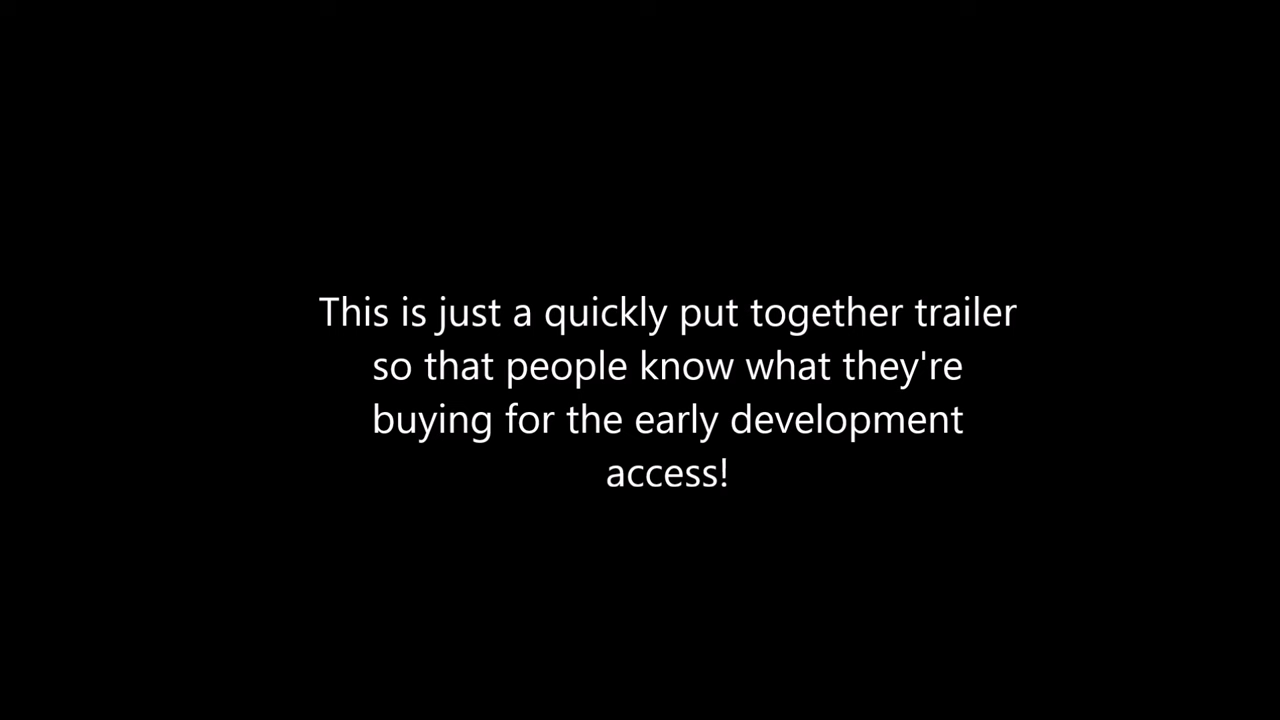 This is just a quickly put together trailer
so that people know what they're
buying for the early development
access!